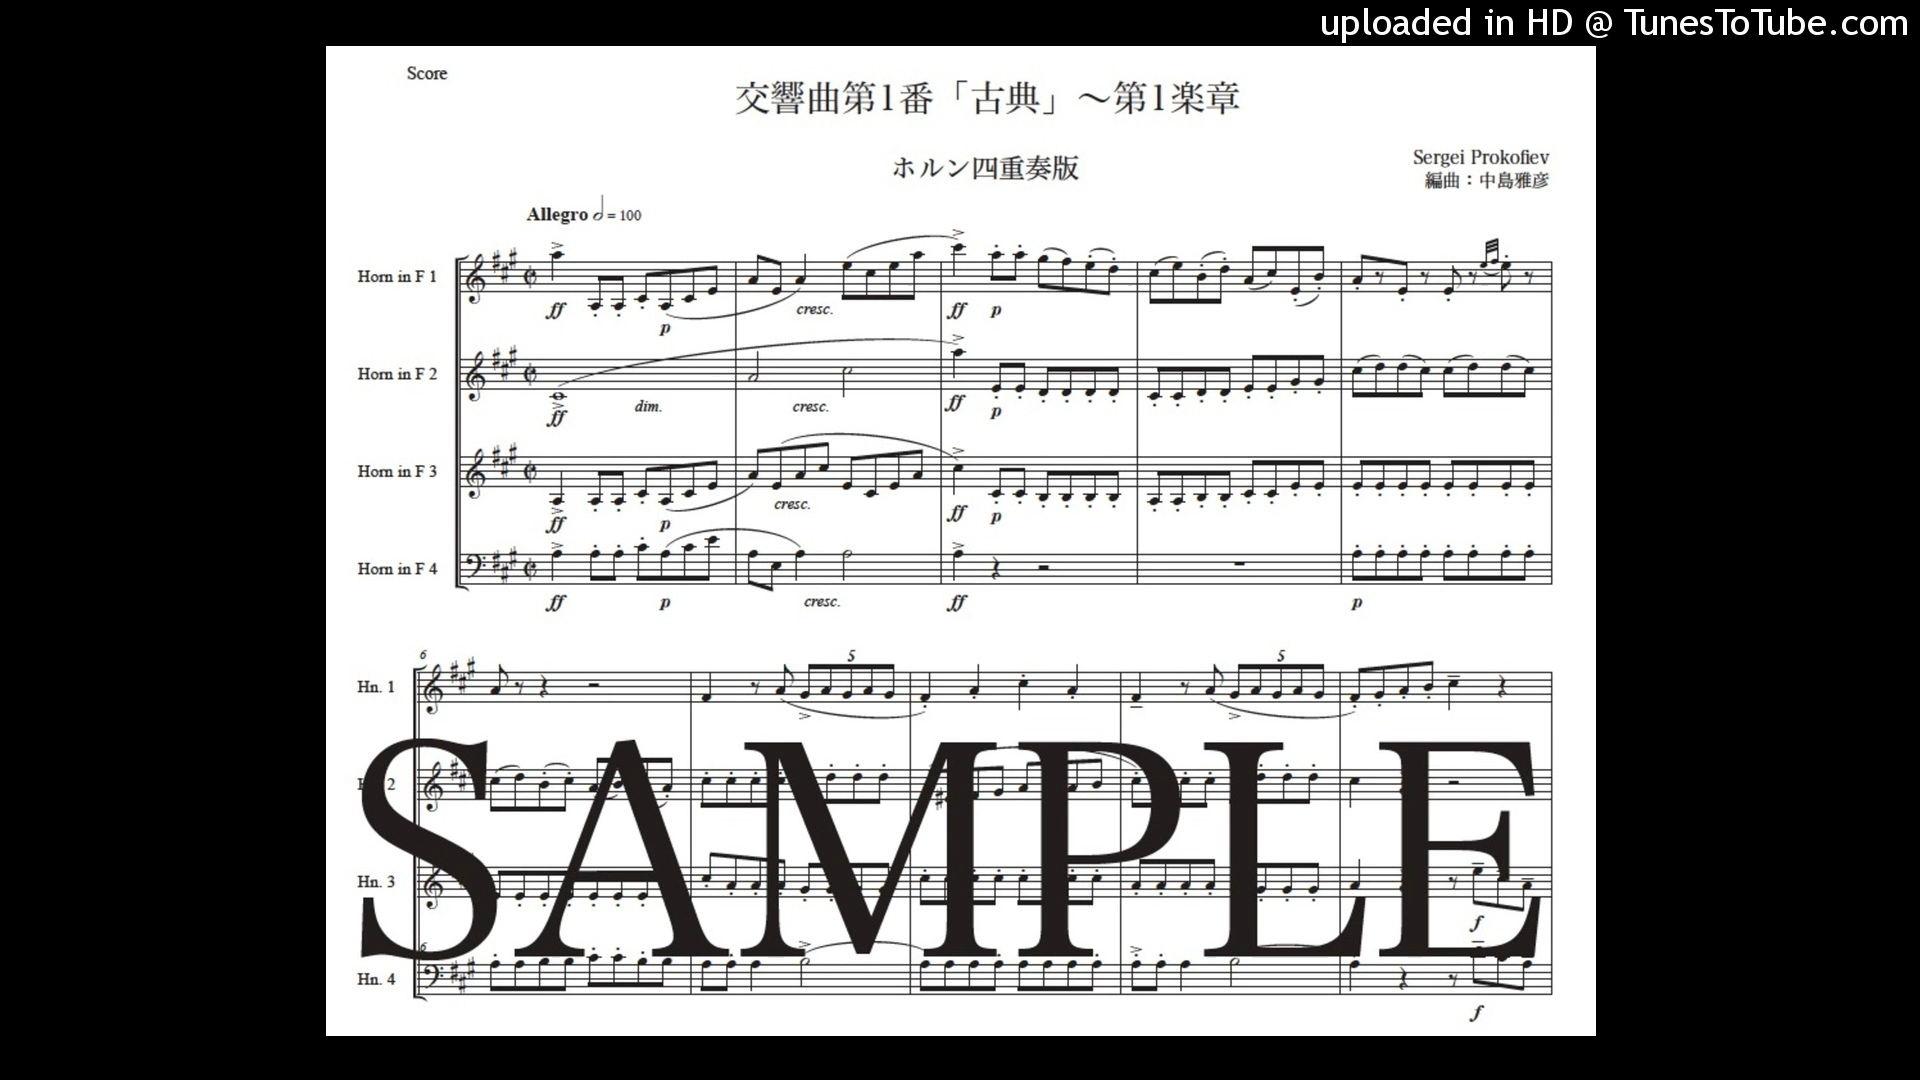 uploaded in HD @ TunesToTube.com
Score
交響曲第1番「古典」〜第1楽章
ホルン四重奏版
Sergei Prokofiev
編曲：中島雅彦
Allegro = 100
Horn in F 1
ff p cresc. ff p
Horn in F 2
ff dim. cresc. ff p
Horn in F 3
ff p cresc. ff p
Horn in F 4
ff p cresc. ff p
6
5 5
Hn. 1
SAMPLE
2
Hn. 3
f
6
Hn. 4
f